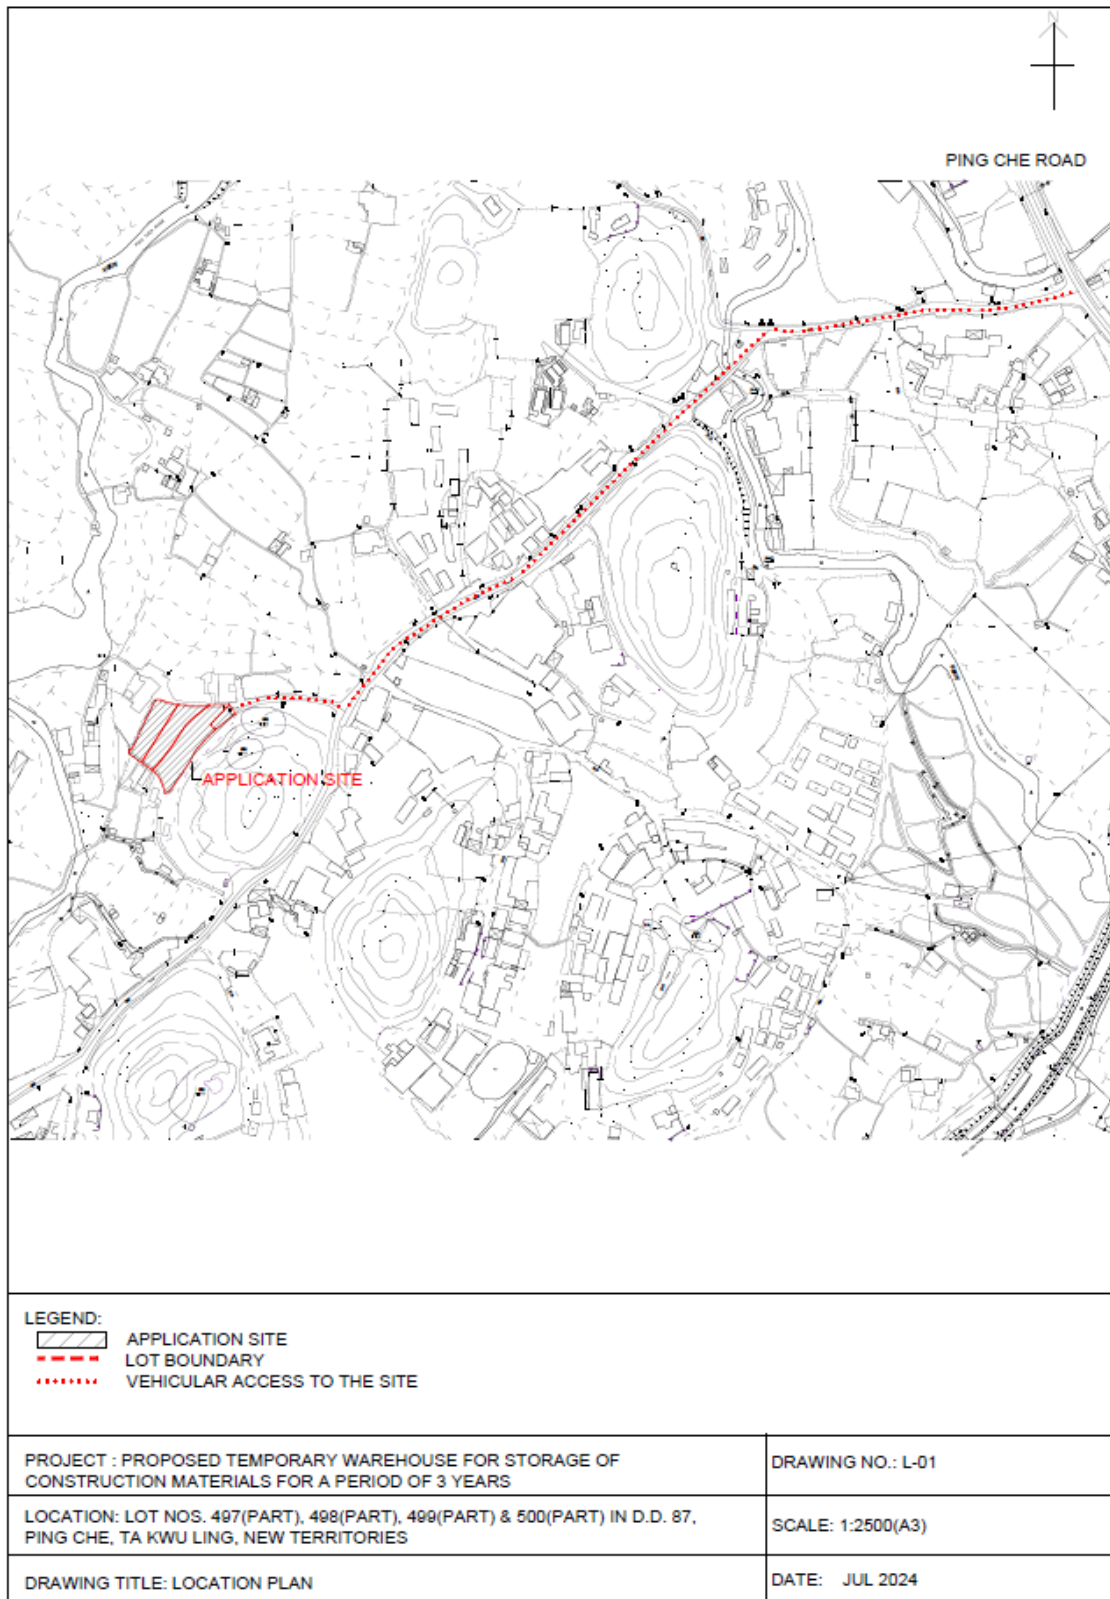 N
PING CHE ROAD
APPLICATION SITE
LEGEND:
APPLICATION SITE
LOT BOUNDARY
VEHICULAR ACCESS TO THE SITE
PROJECT : PROPOSED TEMPORARY WAREHOUSE FOR STORAGE OF
CONSTRUCTION MATERIALS FOR A PERIOD OF 3 YEARS
DRAWING NO.: L-01
LOCATION: LOT NOS. 497(PART), 498(PART), 499(PART) & 500(PART) IN D.D. 87,
PING CHE, TA KWU LING, NEW TERRITORIES
SCALE: 1:2500(A3)
DRAWING TITLE: LOCATION PLAN
DATE: JUL 2024